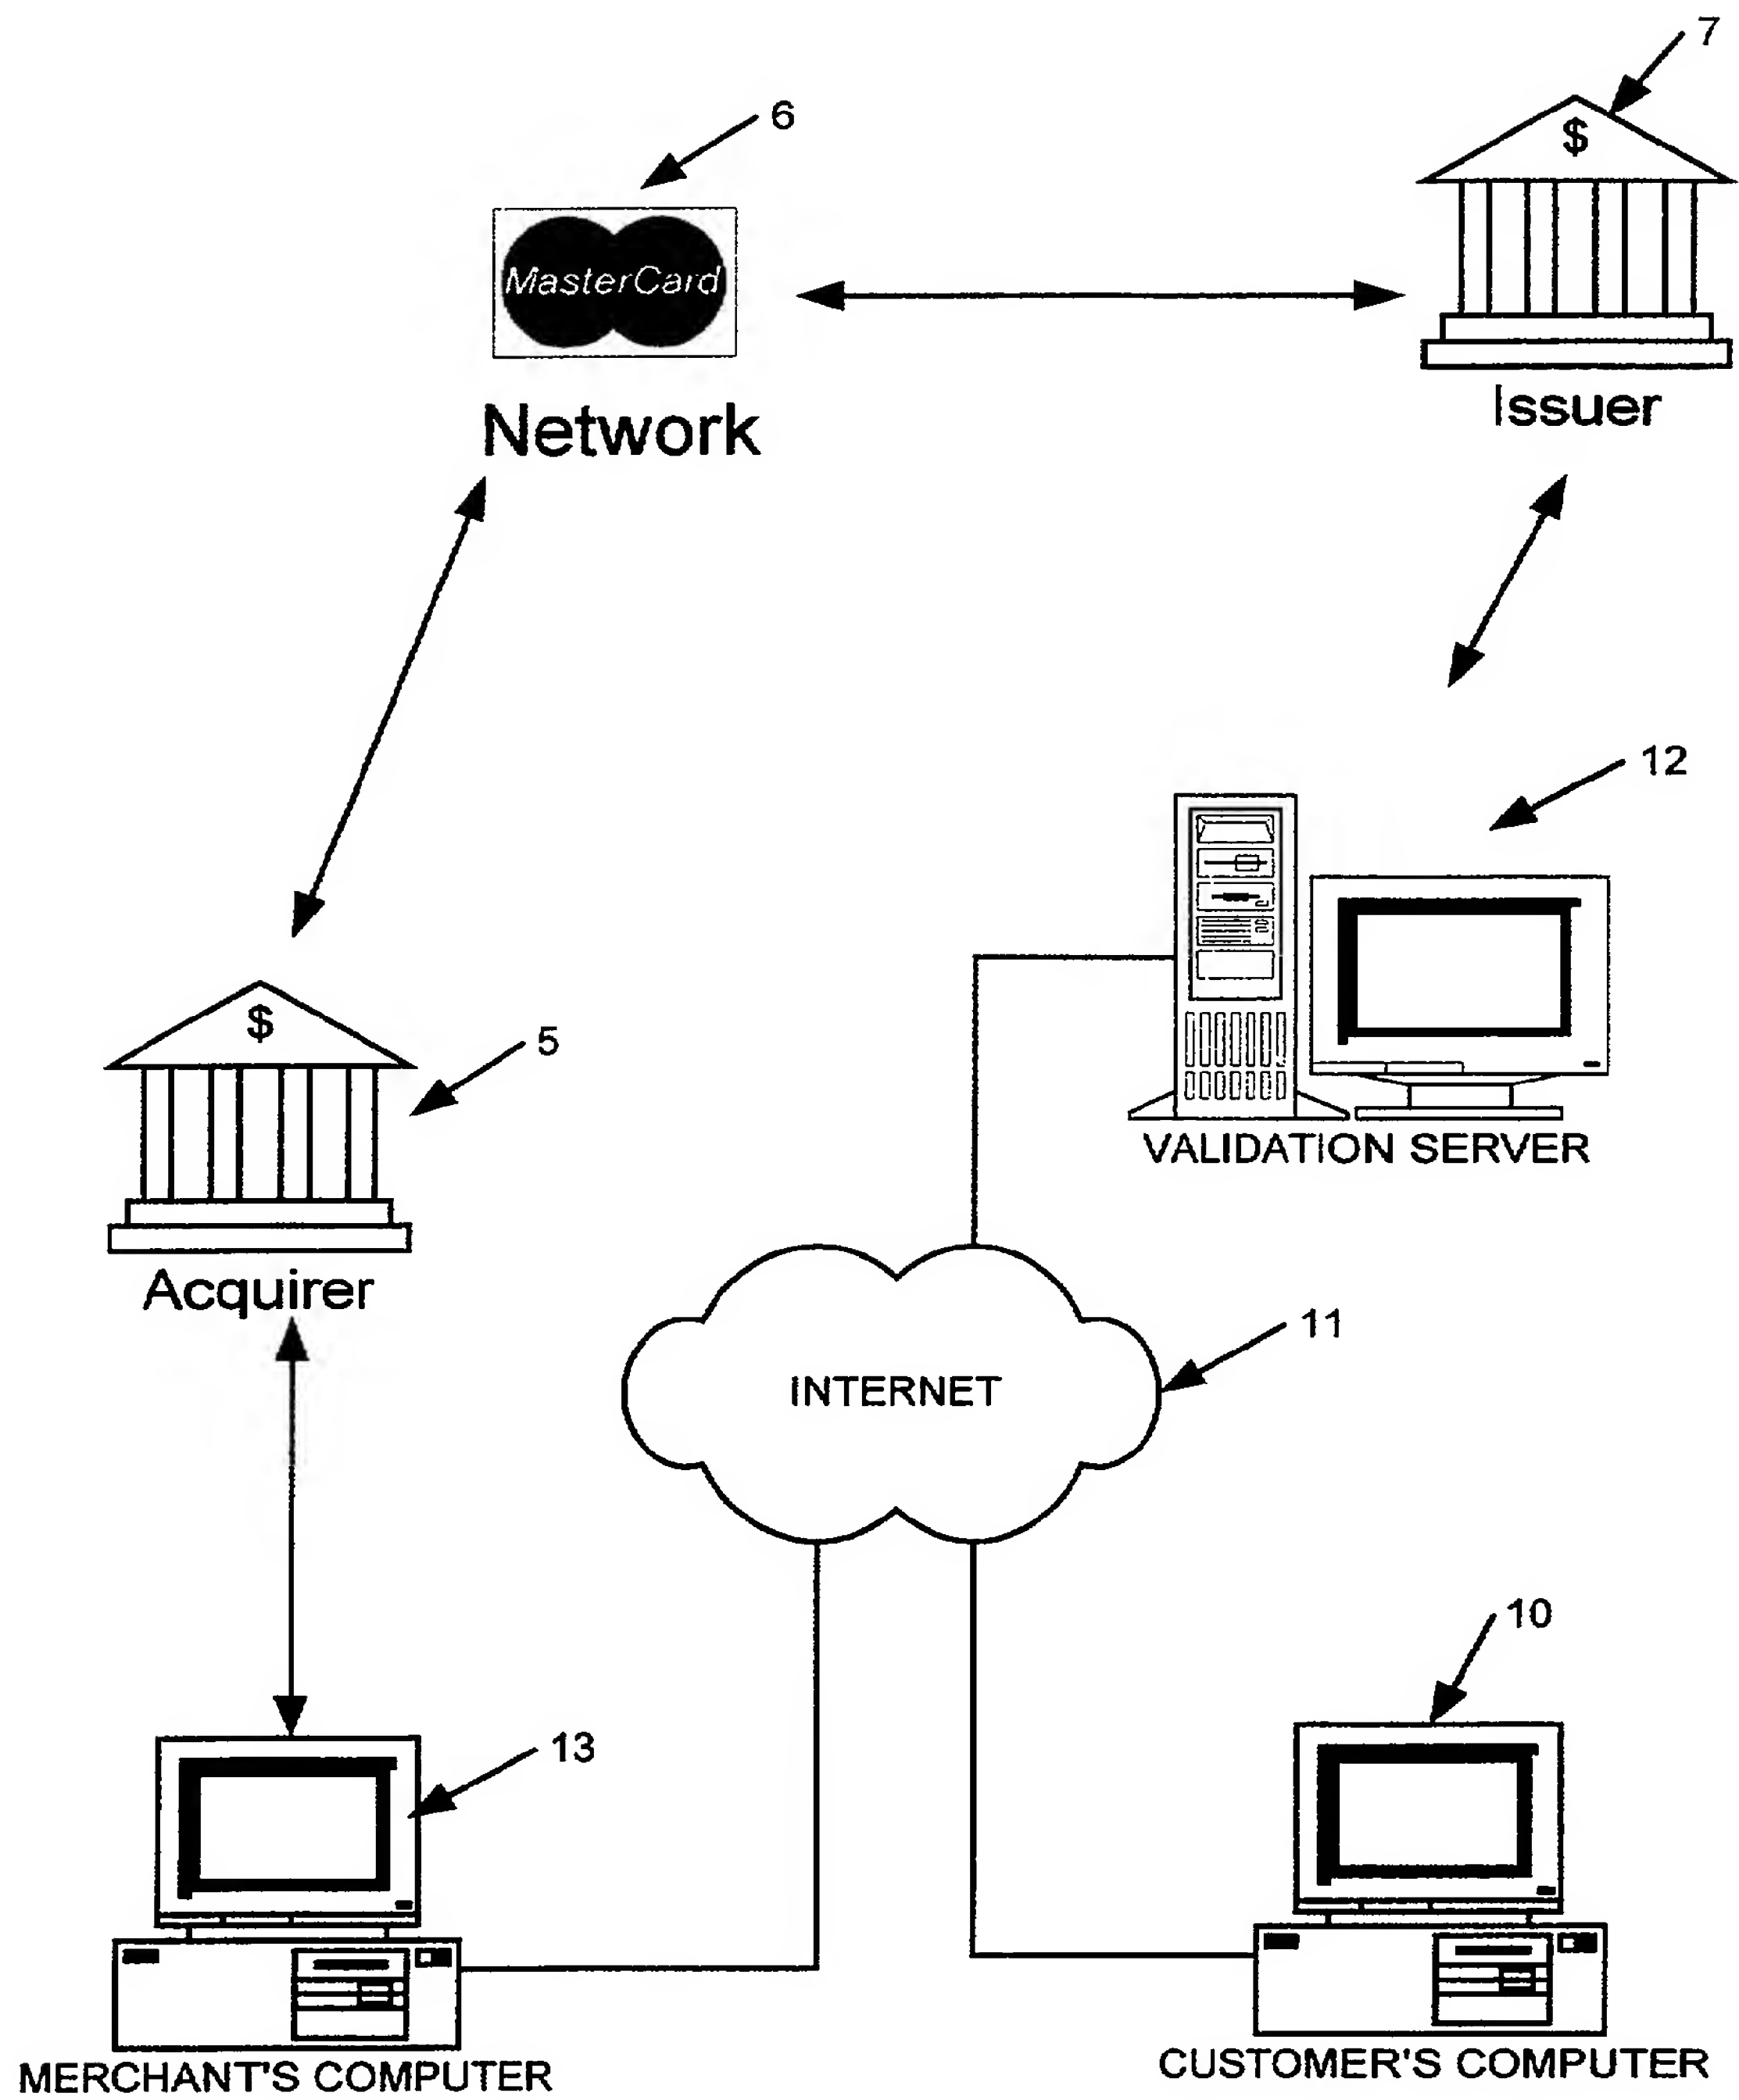 7
6
$
MasterCard
Network
Issuer
12
$
5
VALIDATION SERVER
Acquirer
11
INTERNET
10
13
MERCHANT'S COMPUTER
CUSTOMER'S COMPUTER